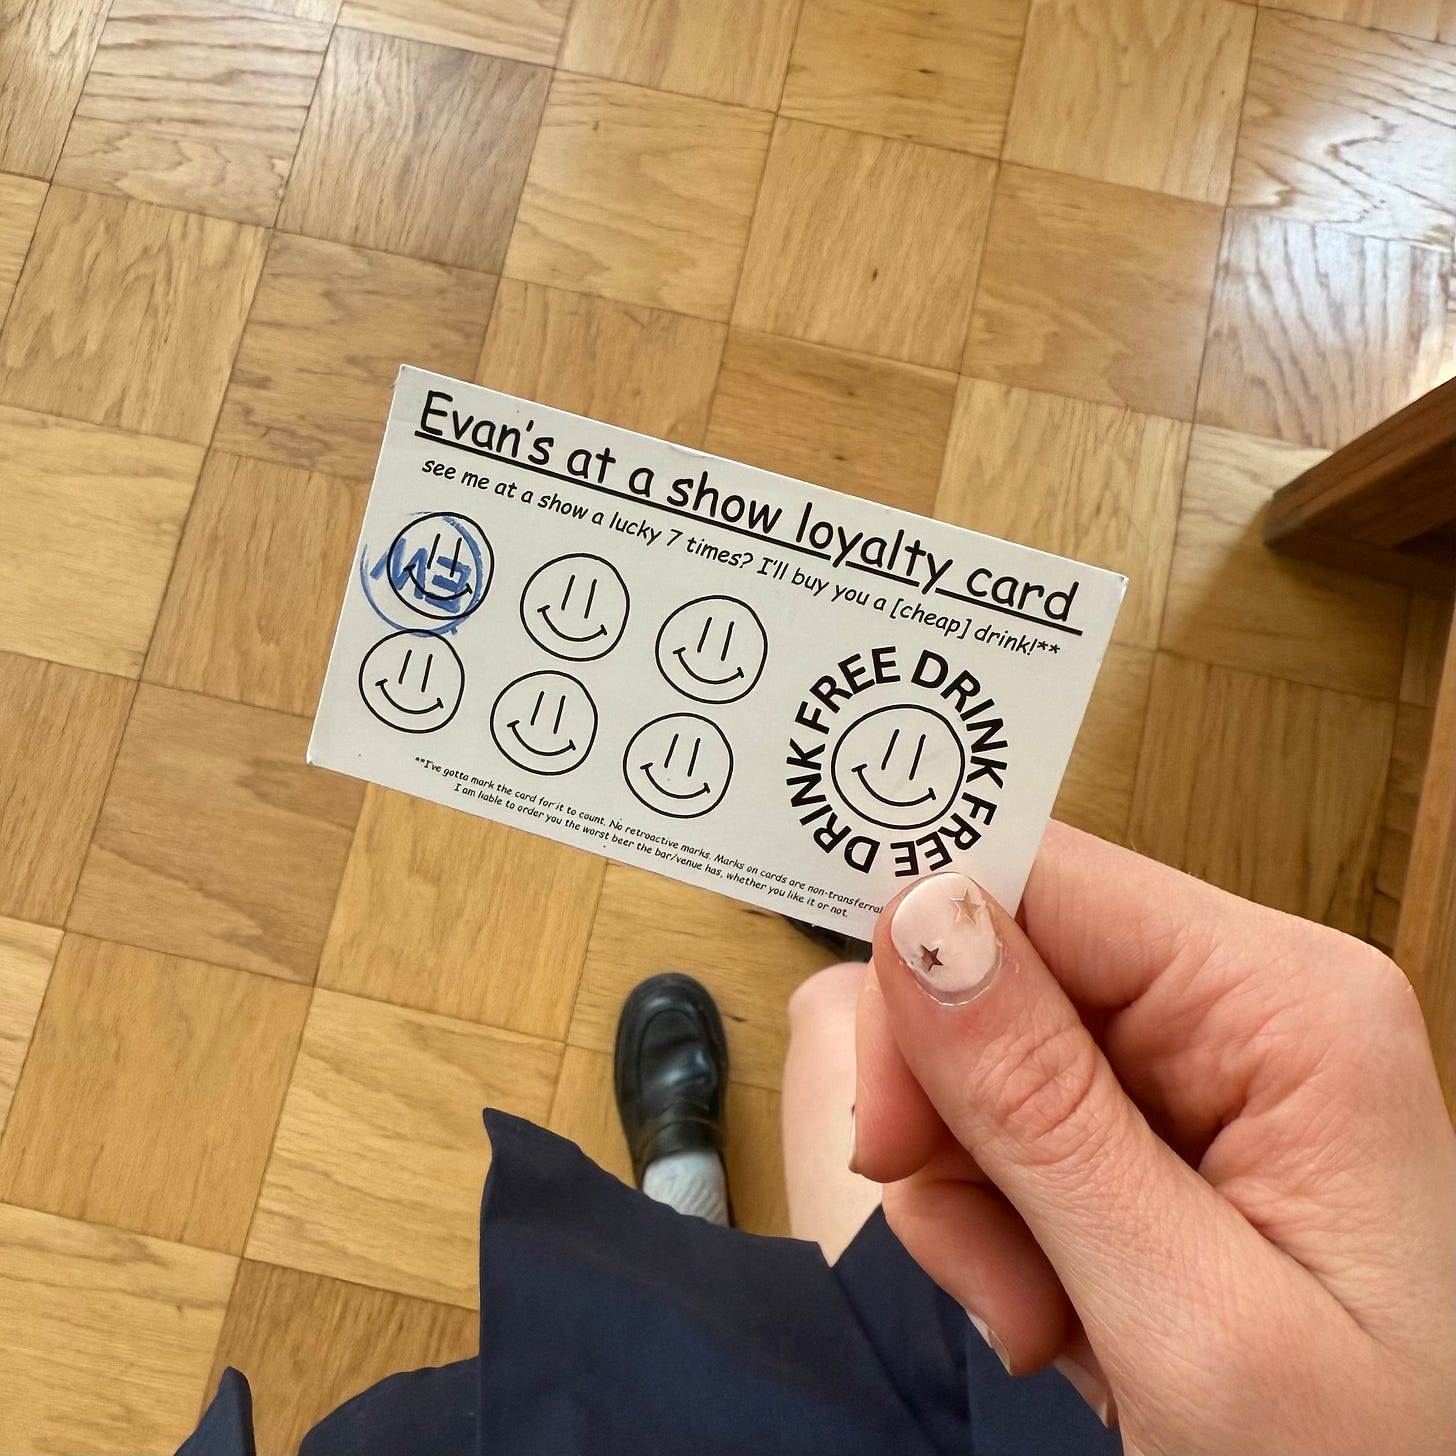 Evan's at a show loyalty card
see me at a show a lucky 7 times? I'll buy you a [cheap] drink!**
FREE DRINK FREE DRINK
**I've gotta mark the card for it to count. No retroactive marks. Marks on cards are non-transferral
I am liable to order you the worst beer the bar/venue has, whether you like it or not.